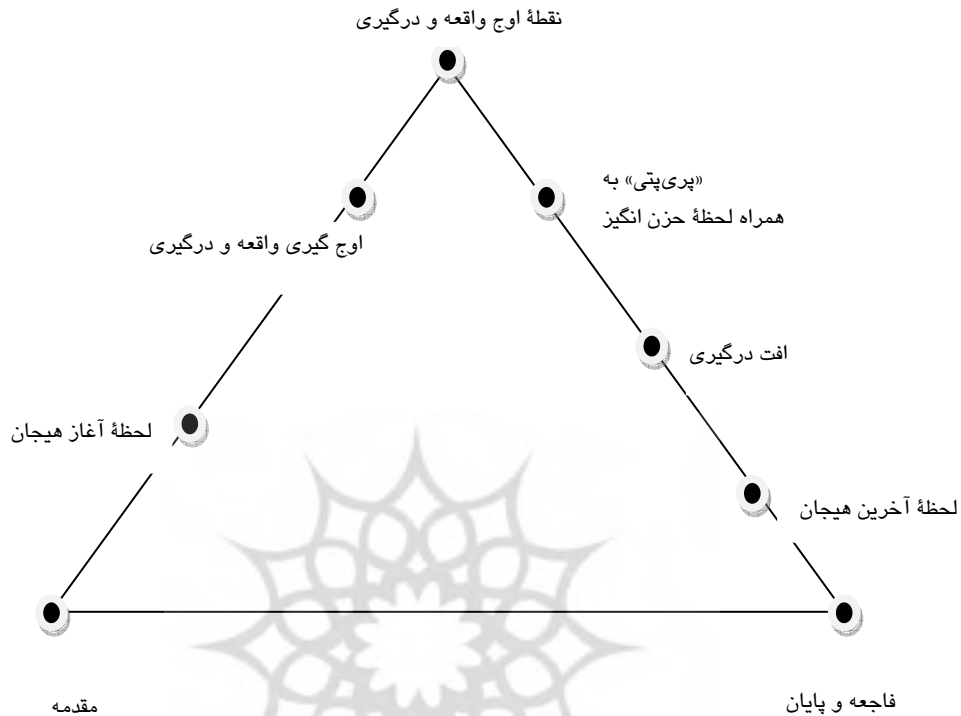 نقطهٔ اوج واقعه و درگیری
«پری‌پتی» به
همراه لحظهٔ حزن انگیز
اوج گیری واقعه و درگیری
افت درگیری
لحظهٔ آغاز هیجان
لحظهٔ آخرین هیجان
فاجعه و پایان
مقدمه